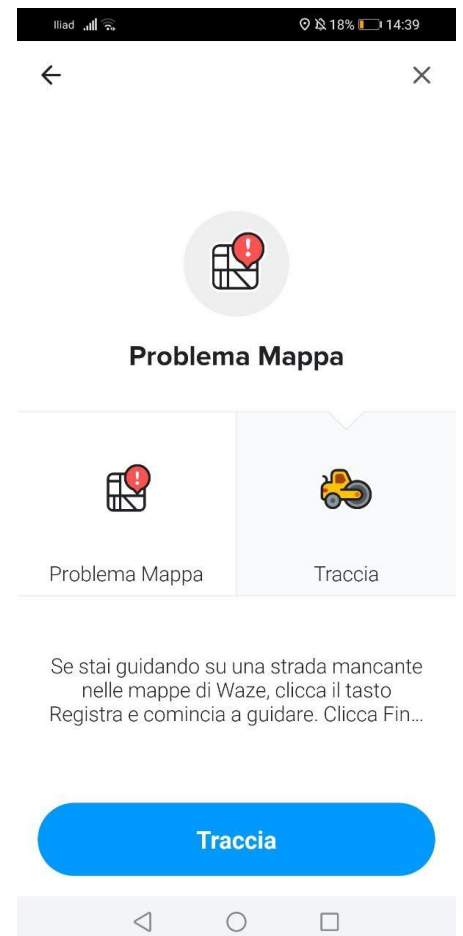 Iliad 18% 14:39
Problema Mappa
Problema Mappa Traccia
Se stai guidando su una strada mancante
nelle mappe di Waze, clicca il tasto
Registra e comincia a guidare. Clicca Fin...
Traccia